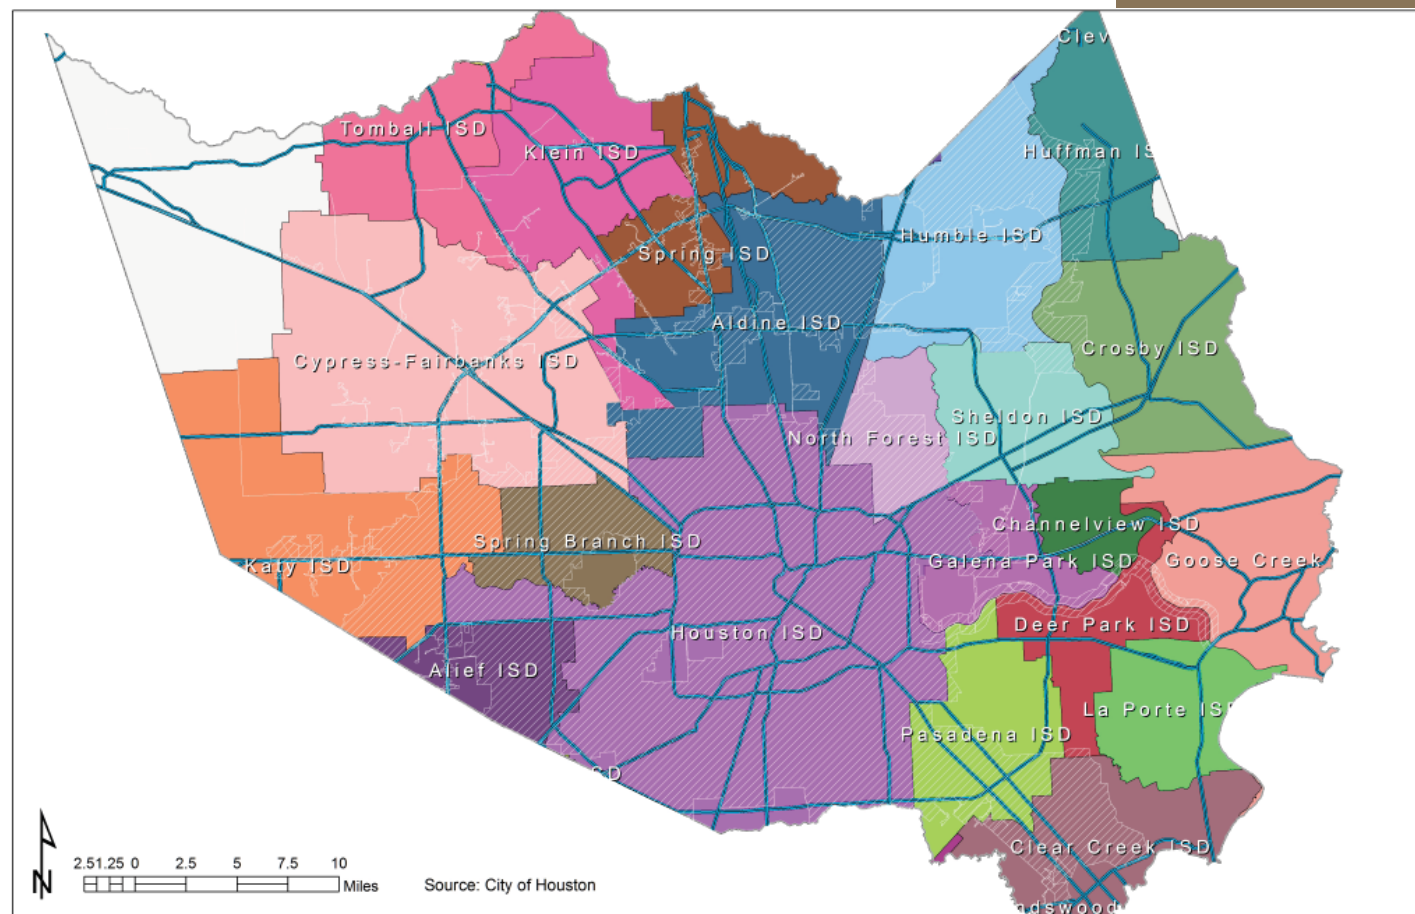 Clev
Tomball ISD
Klein ISD
Huffman IS
Spring ISD
Humble ISD
Aldine ISD
Crosby ISD
Cypress-Fairbanks ISD
Sheldon ISD
North Forest ISD
Channelview ISD
Spring Branch ISD
Galena Park ISD
Goose Creek
Katy ISD
Deer Park ISD
Houston ISD
Alief ISD
La Porte IS
Pasadena ISD
SD
Clear Creek ISD
ndswood
2.51.25 0 2.5 5 7.5 10
Miles
N
Source: City of Houston